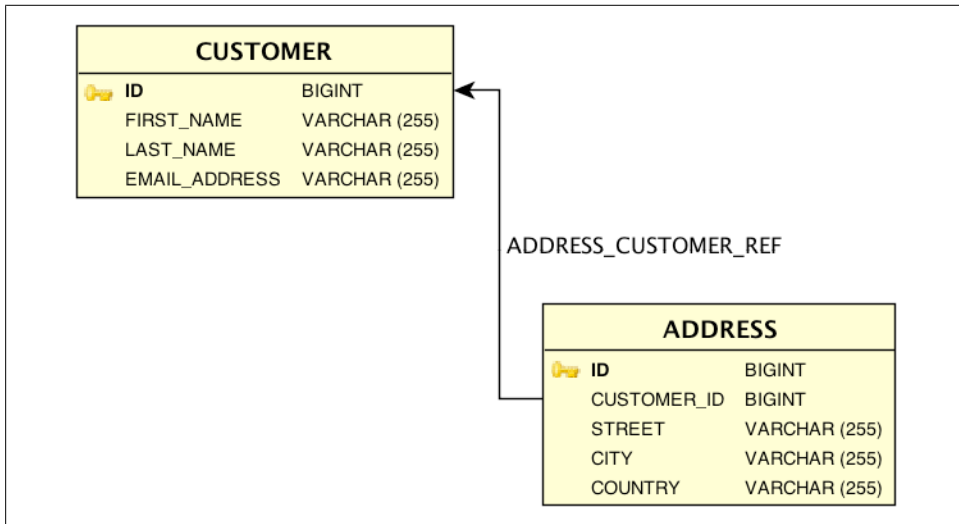 CUSTOMER
ID BIGINT
FIRST_NAME VARCHAR (255)
LAST_NAME VARCHAR (255)
EMAIL_ADDRESS VARCHAR (255)
ADDRESS_CUSTOMER_REF
ADDRESS
ID BIGINT
CUSTOMER_ID BIGINT
STREET VARCHAR (255)
CITY VARCHAR (255)
COUNTRY VARCHAR (255)